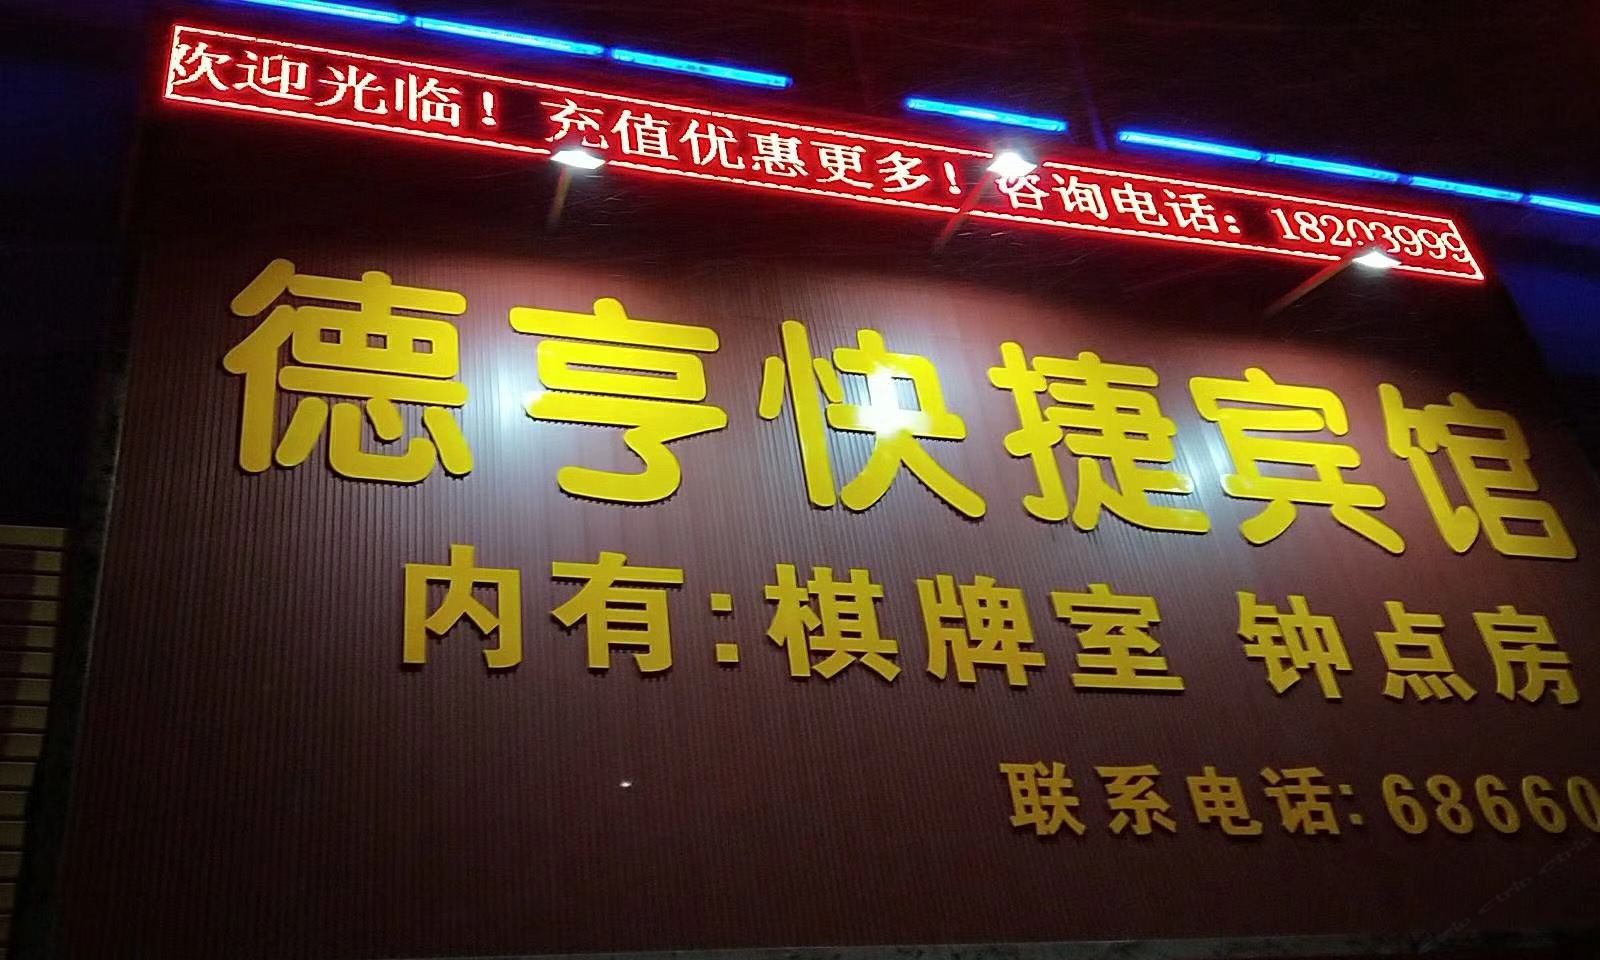 欢迎光临！ 充值优惠更多！ 咨询电话：18203999
德亨快捷宾馆
内有:棋牌室 钟点房
联系电话:68660